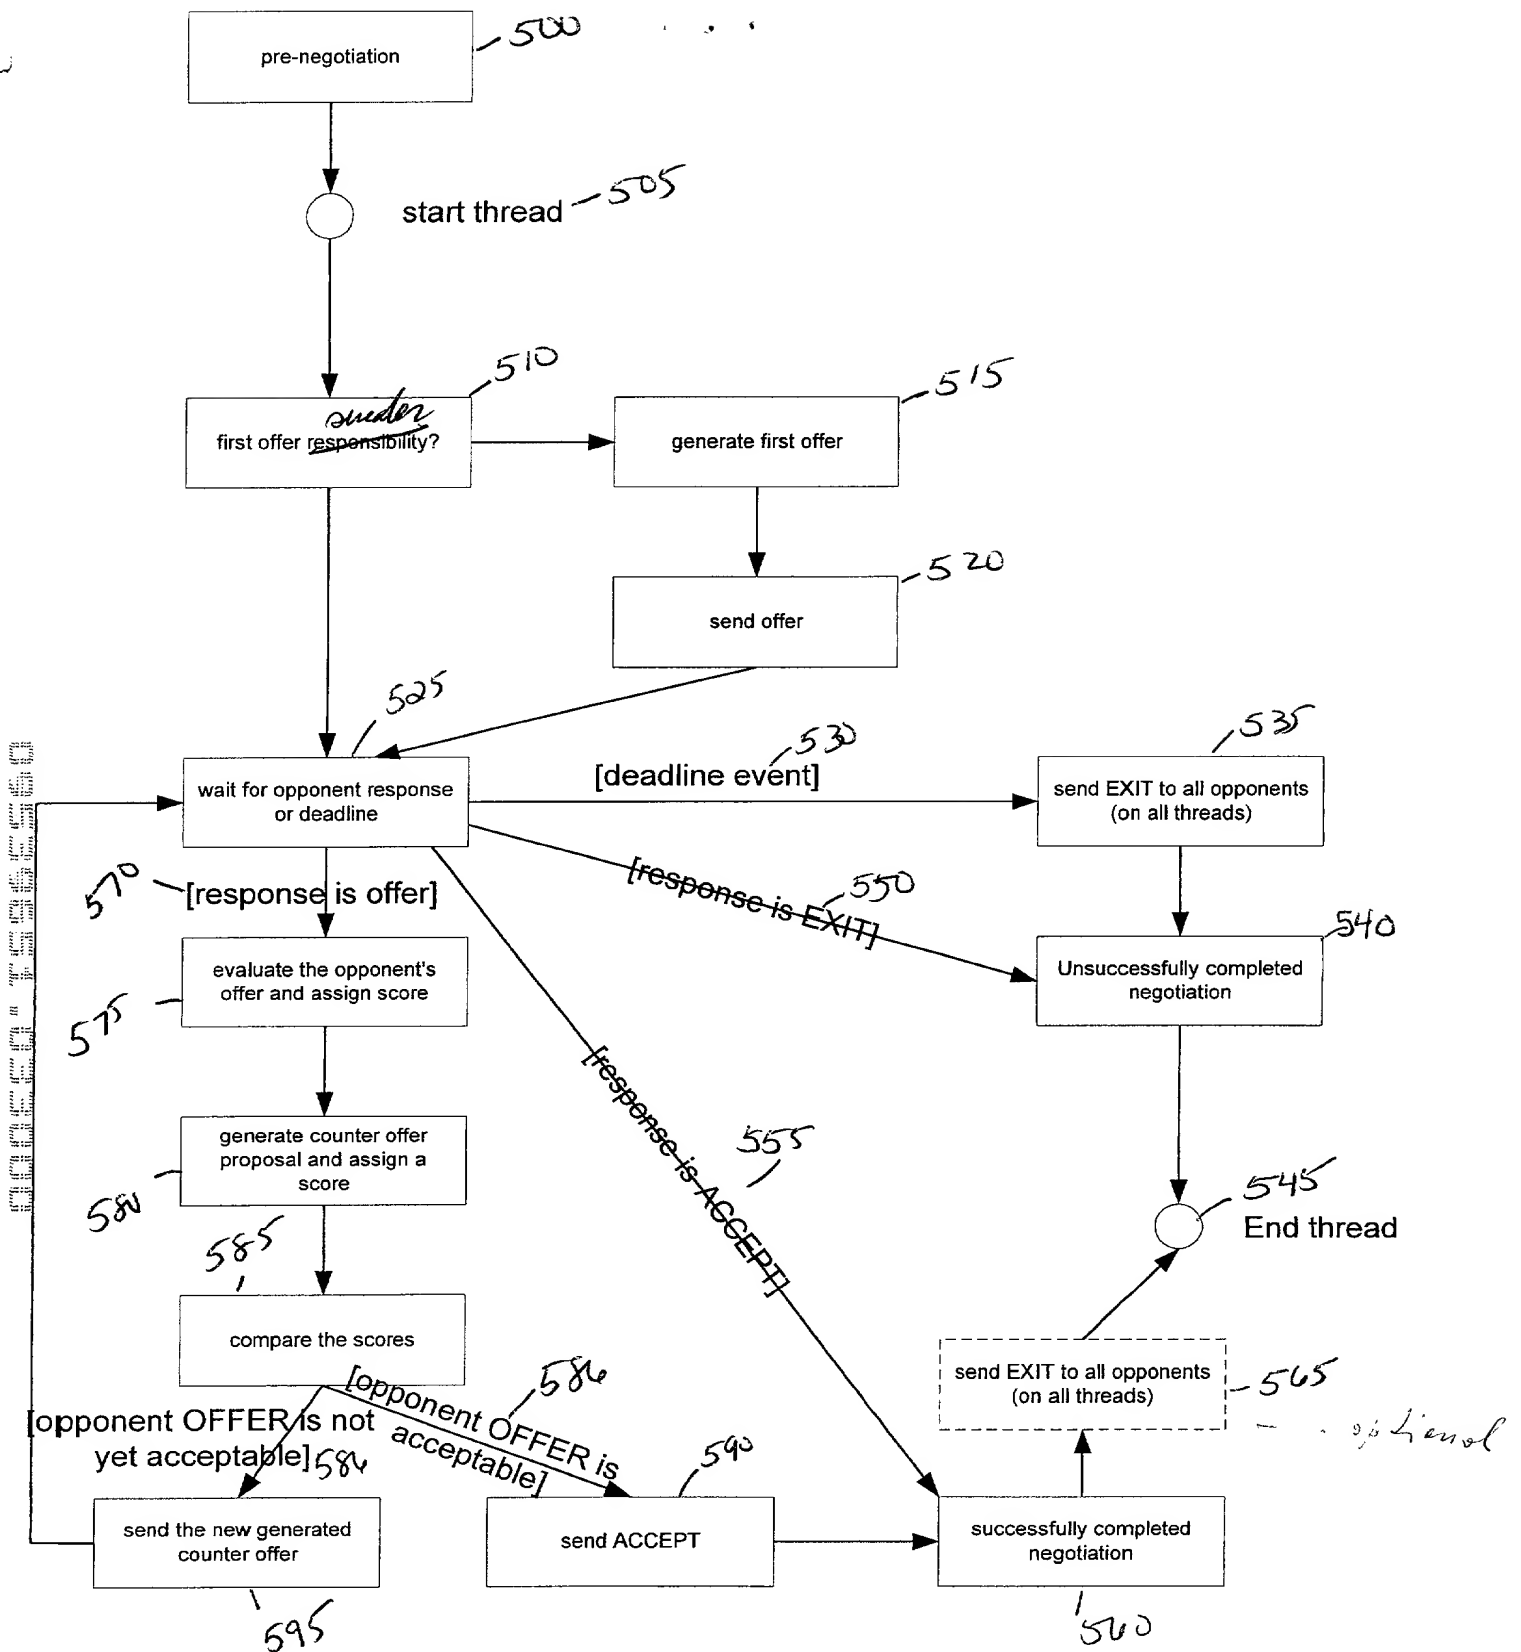 pre-negotiation
500
start thread
505
510
first offer responsibility?
515
generate first offer
520
send offer
525
wait for opponent response
or deadline
530
[deadline event]
535
send EXIT to all opponents
(on all threads)
570
[response is offer]
[response is EXIT]
550
540
Unsuccessfully completed
negotiation
evaluate the opponent's
offer and assign score
575
[response is ACCEPT]
555
generate counter offer
proposal and assign a
score
580
545
End thread
585
compare the scores
send EXIT to all opponents
(on all threads)
565
optional
[opponent OFFER is
acceptable]
586
[opponent OFFER is not
yet acceptable]
586
590
send the new generated
counter offer
595
send ACCEPT
successfully completed
negotiation
560